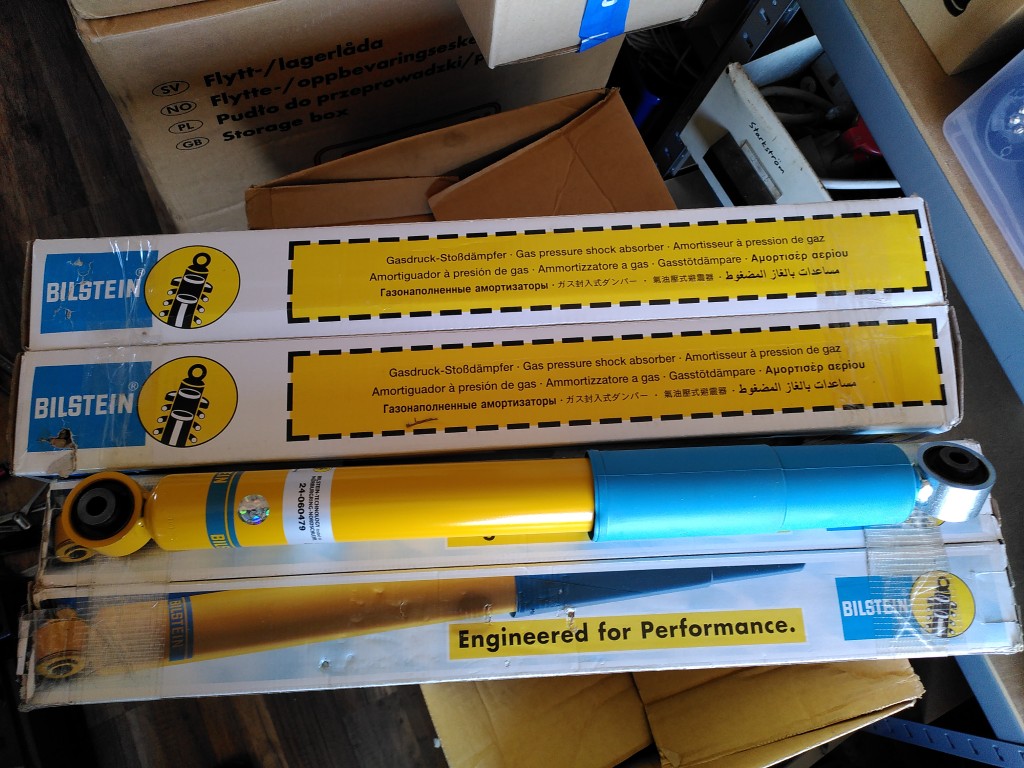 Flytt-/lagerlåda
Flytte-/oppbevaringseske
Pudło do przeprowadzki/
Storage box
SV
NO
PL
GB
Starkström
BILSTEIN®
Gasdruck-Stoßdämpfer · Gas pressure shock absorber · Amortisseur à pression de gaz
Amortiguador à presión de gas · Ammortizzatore a gas · Gasstötdämpare · Αμορτισέρ αερίου
Газонаполненные амортизаторы · ガス封入式ダンパー · 氣油壓式避震器 · مساعدات بالغاز المضغوط
BILSTEIN®
Gasdruck-Stoßdämpfer · Gas pressure shock absorber · Amortisseur à pression de gaz
Amortiguador à presión de gas · Ammortizzatore a gas · Gasstötdämpare · Αμορτισέρ αερίου
Газонаполненные амортизаторы · ガス封入式ダンパー · 氣油壓式避震器 · مساعدات بالغاز المضغوط
24-060479
BILSTEIN
Engineered for Performance.
BILSTEIN